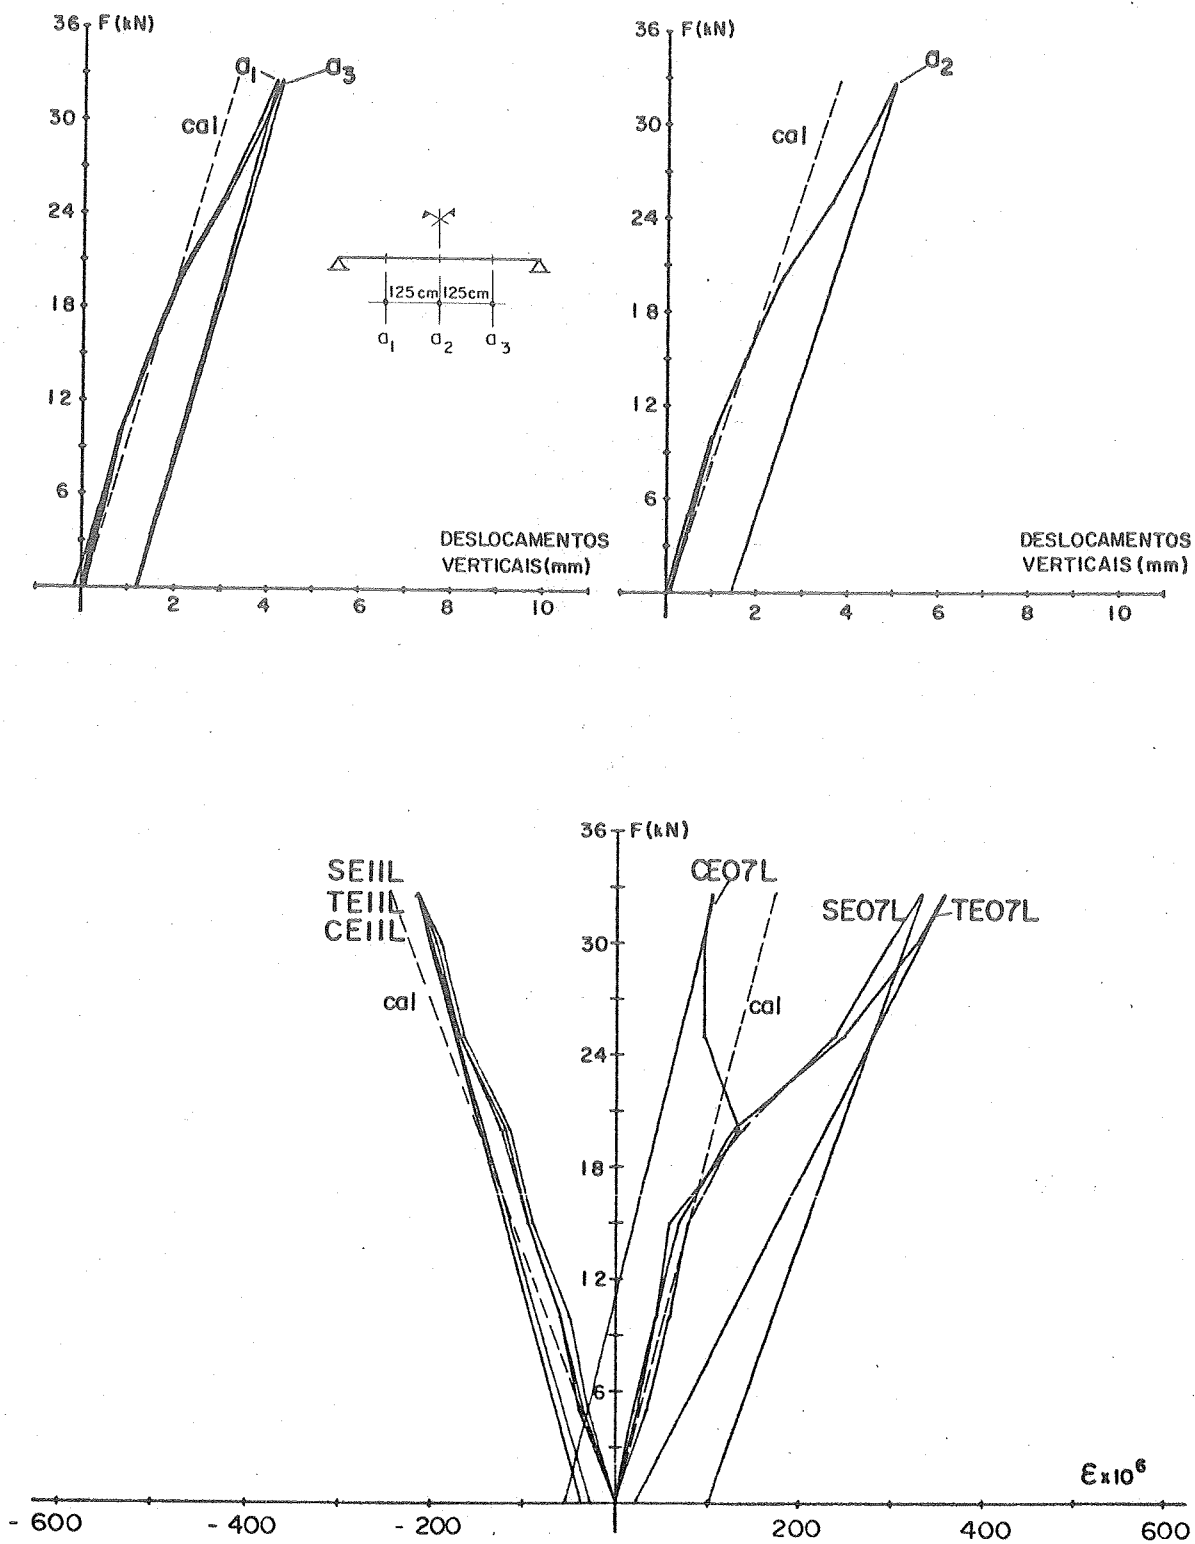 36 F(kN)
a1 a3
cal
30
24
18
12
6
125cm 125cm
a1 a2 a3
DESLOCAMENTOS
VERTICAIS(mm)
2 4 6 8 10
36 F(kN)
a2
cal
30
24
18
12
6
DESLOCAMENTOS
VERTICAIS(mm)
2 4 6 8 10
36 F(kN)
SE11L
TE11L
CE11L
CE07L
SE07L TE07L
cal
cal
30
24
18
12
6
εx10⁶
-600 -400 -200 200 400 600